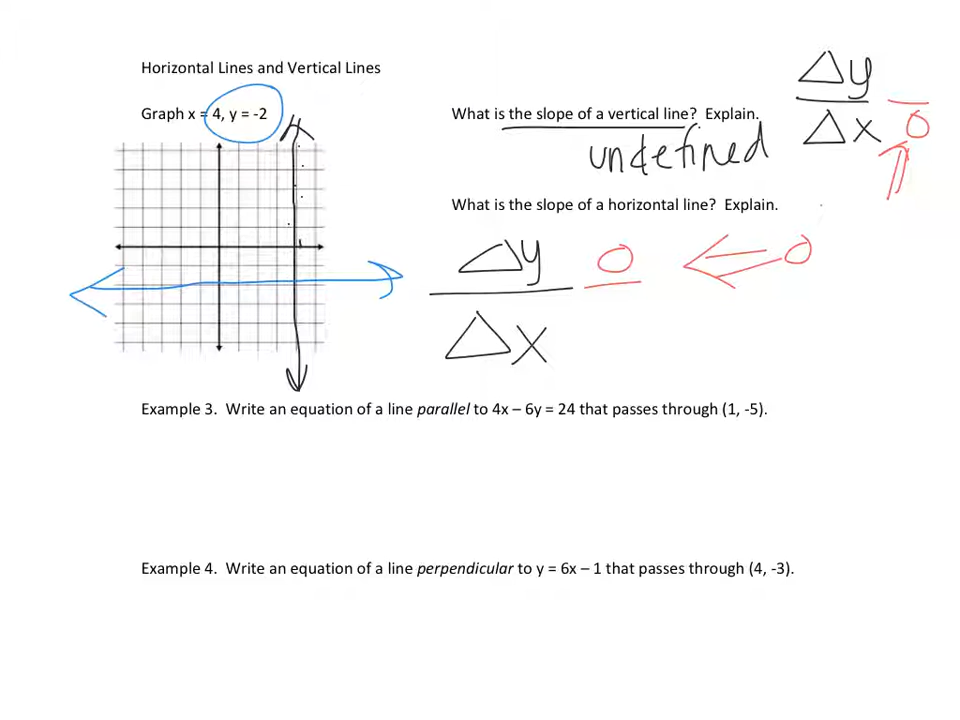 Horizontal Lines and Vertical Lines
Graph x = 4, y = -2
What is the slope of a vertical line? Explain.
Δy
Δx
0
undefined
What is the slope of a horizontal line? Explain.
Δy
Δx
0
0
Example 3. Write an equation of a line parallel to 4x – 6y = 24 that passes through (1, -5).
Example 4. Write an equation of a line perpendicular to y = 6x – 1 that passes through (4, -3).